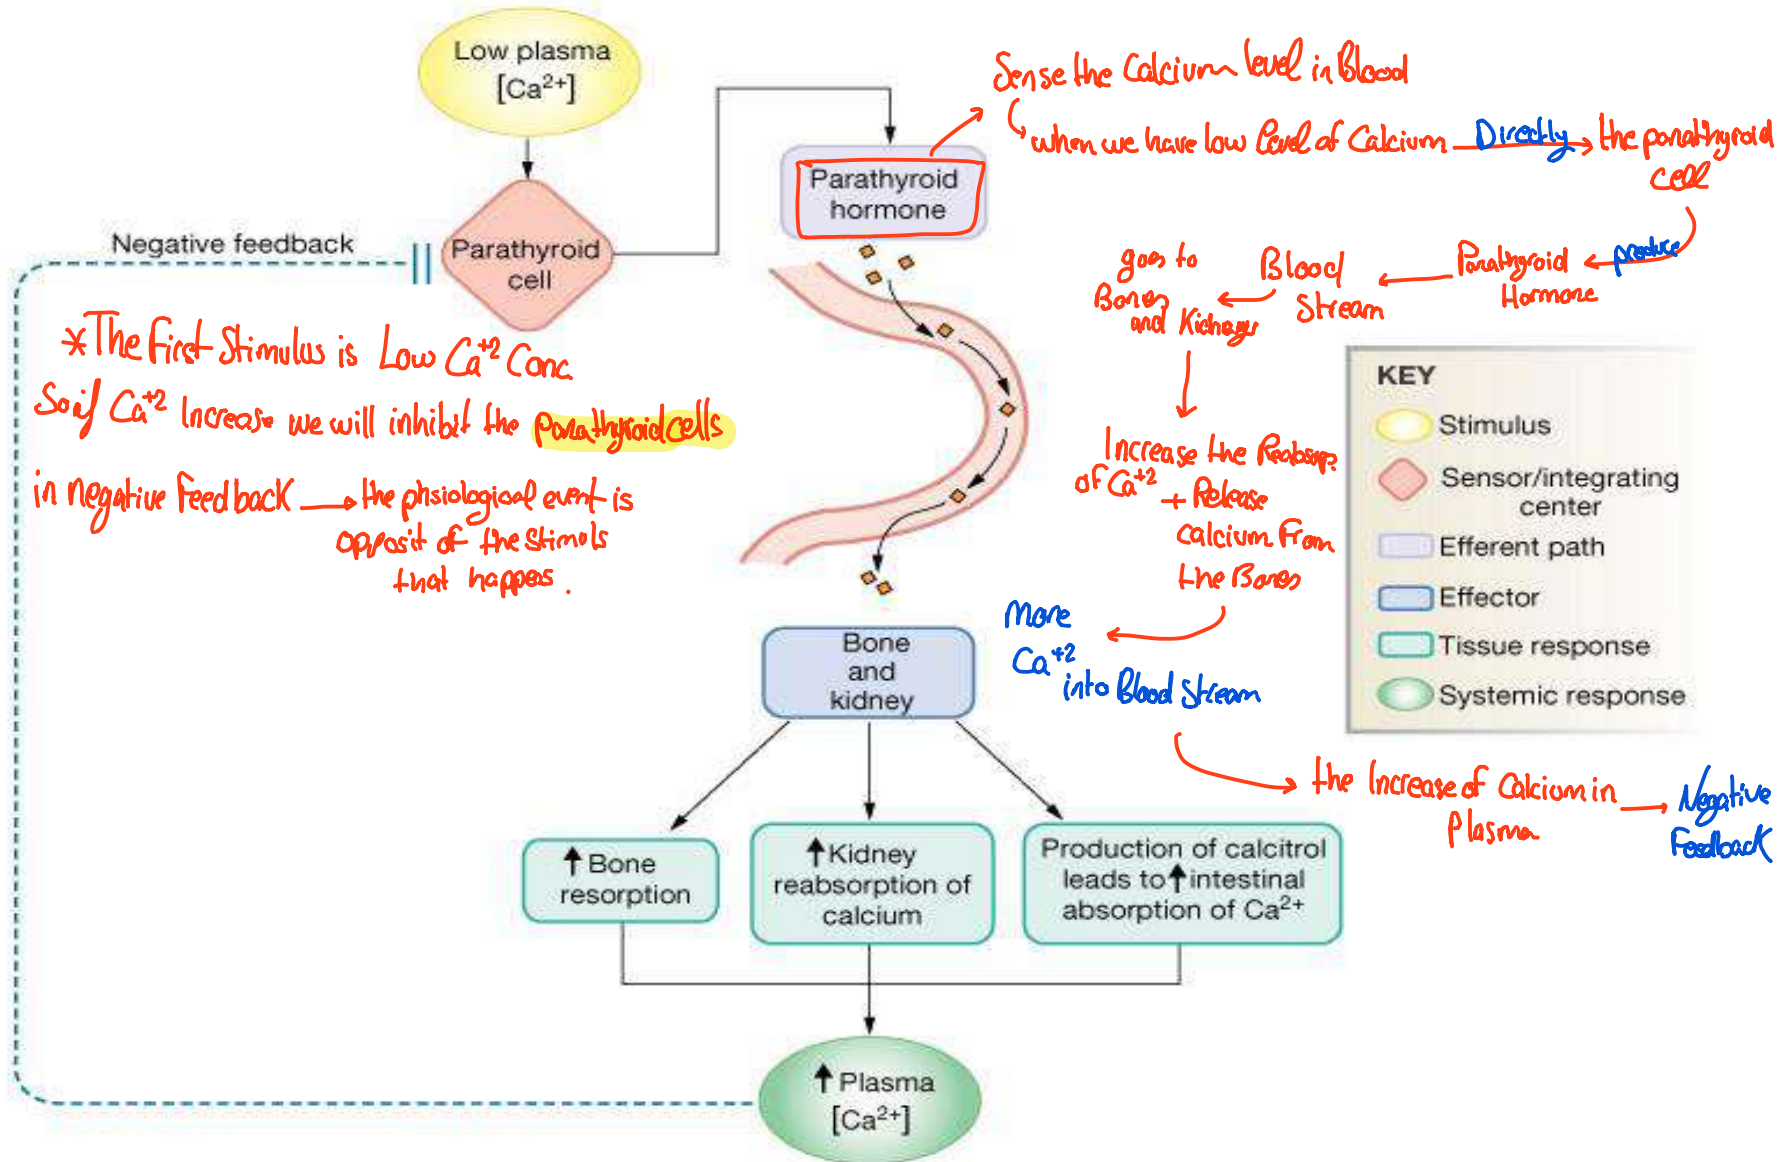 Low plasma
[Ca²⁺]
Sense the Calcium level in Blood
when we have low level of Calcium Directly the parathyroid
cell
Parathyroid
hormone
Negative feedback
Parathyroid
cell
produce
Parathyroid
Hormone
Blood
Stream
goes to
Bones
and Kidneys
*The First Stimulus is Low Ca⁺² Conc.
So if Ca⁺² Increase we will inhibit the parathyroid cells
in negative Feedback the phsiological event is
opposit of the Stimuls
that happens.
Increase the Reabsorp.
of Ca⁺² + Release
calcium From
the Bones
KEY
Stimulus
Sensor/integrating
center
Efferent path
Effector
Tissue response
Systemic response
More
Ca⁺²
into Blood Stream
Bone
and
kidney
the Increase of Calcium in
Plasma
Negative
Feedback
↑Bone
resorption
↑Kidney
reabsorption of
calcium
Production of calcitrol
leads to↑intestinal
absorption of Ca²⁺
↑Plasma
[Ca²⁺]